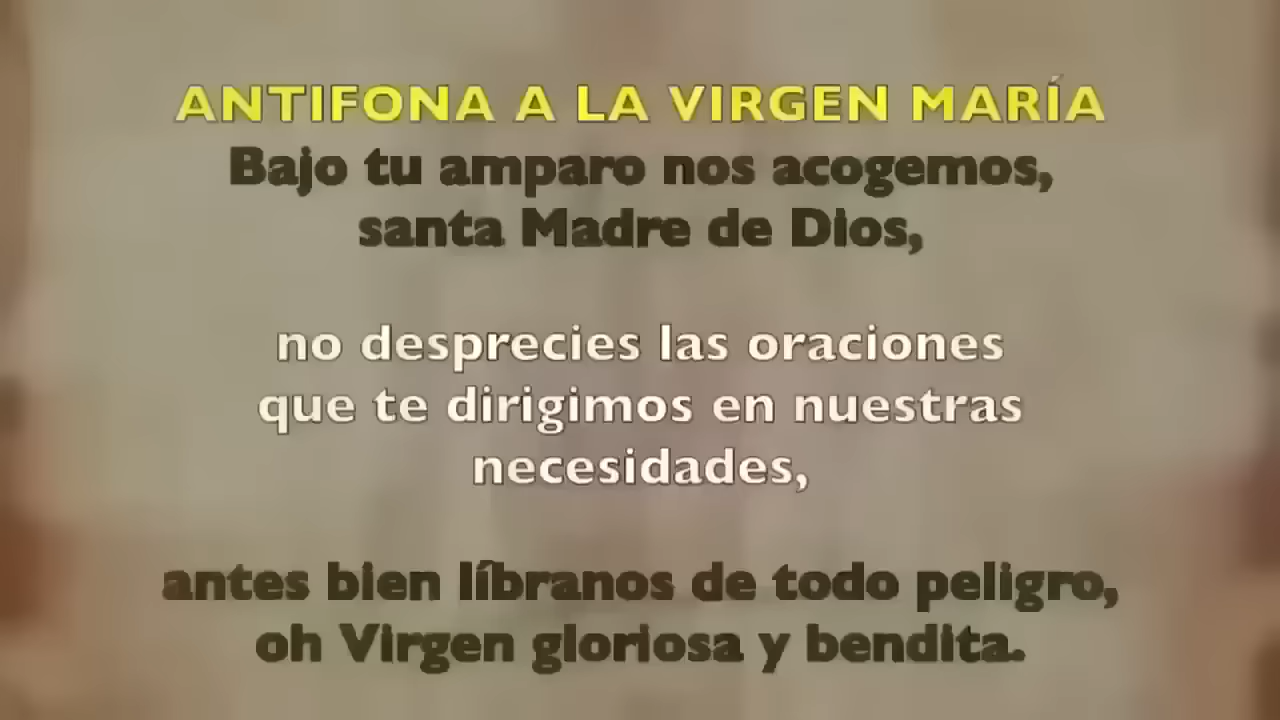 ANTIFONA A LA VIRGEN MARÍA
Bajo tu amparo nos acogemos,
santa Madre de Dios,
no desprecies las oraciones
que te dirigimos en nuestras
necesidades,
antes bien líbranos de todo peligro,
oh Virgen gloriosa y bendita.